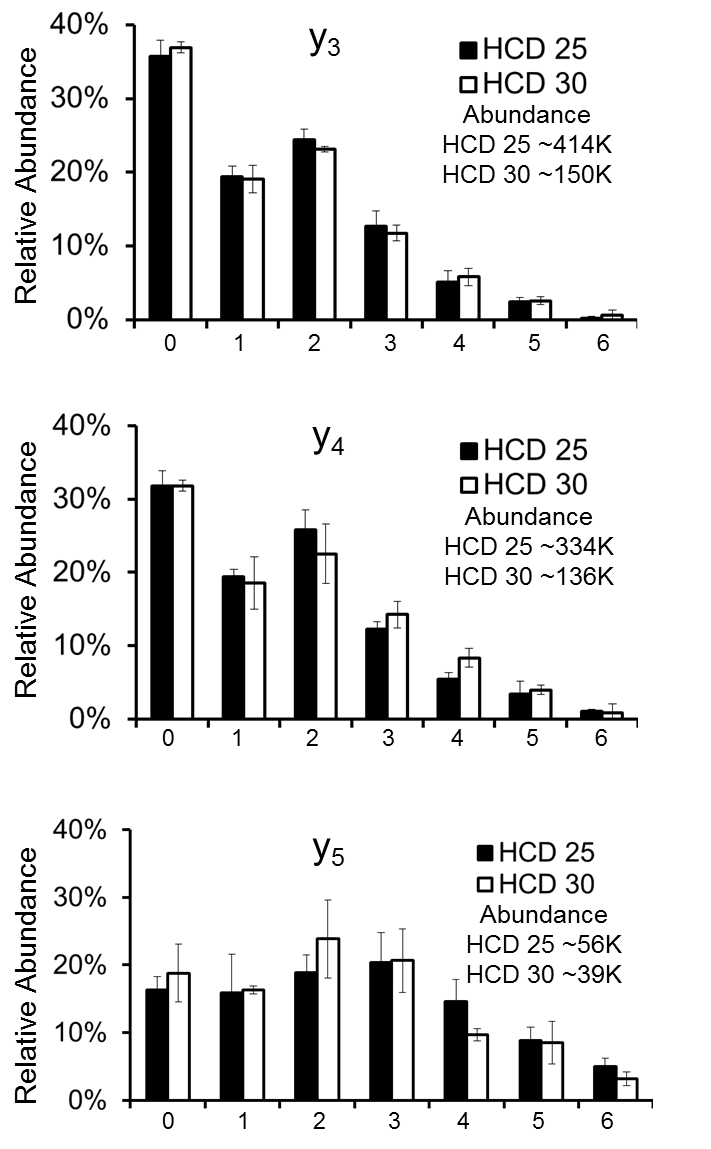 y3
HCD 25
HCD 30
Abundance
HCD 25 ~414K
HCD 30 ~150K
Relative Abundance
40%
30%
20%
10%
0%
0 1 2 3 4 5 6
y4
HCD 25
HCD 30
Abundance
HCD 25 ~334K
HCD 30 ~136K
Relative Abundance
40%
30%
20%
10%
0%
0 1 2 3 4 5 6
y5
HCD 25
HCD 30
Abundance
HCD 25 ~56K
HCD 30 ~39K
Relative Abundance
40%
30%
20%
10%
0%
0 1 2 3 4 5 6